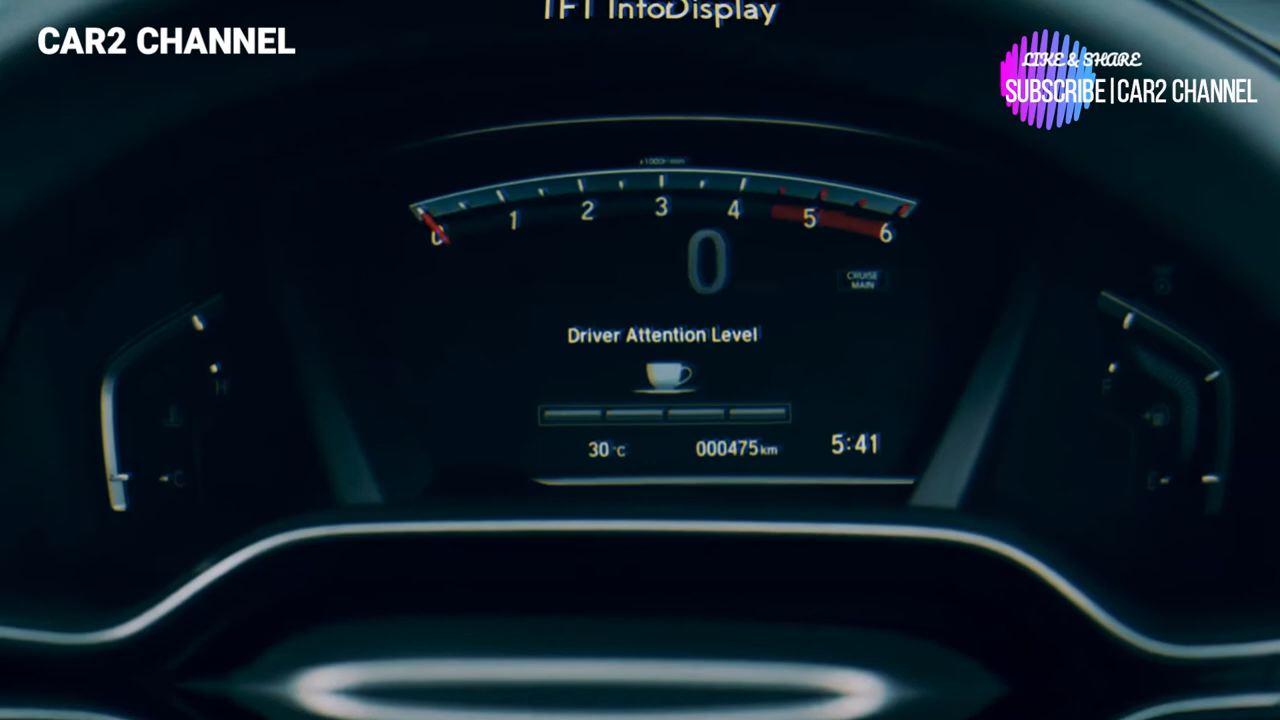 TFT InfoDisplay
CAR2 CHANNEL
LIKE & SHARE
SUBSCRIBE | CAR2 CHANNEL
0 1 2 3 4 5 6
0
CRUISE
MAIN
Driver Attention Level
H
F
C
30°C 000475km 5:41